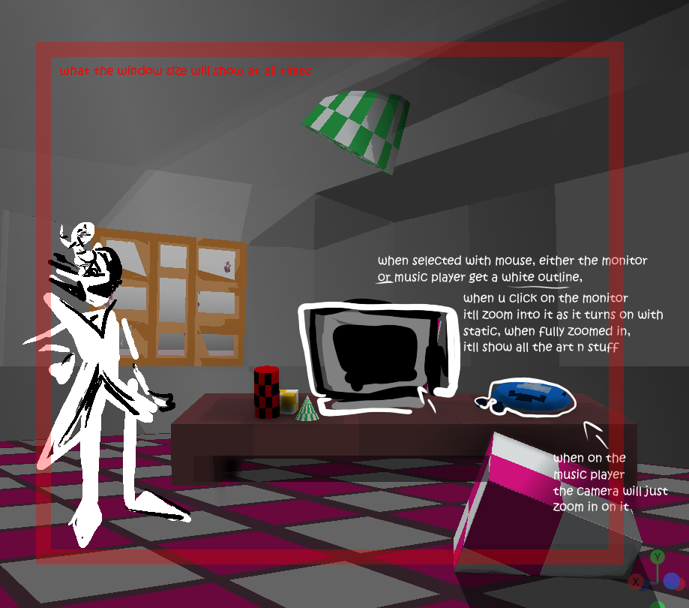 what the window size will show at all times
when selected with mouse, either the monitor
or music player get a white outline,
when u click on the monitor
itll zoom into it as it turns on with
static, when fully zoomed in,
itll show all the art n stuff
when on the
music player
the camera will just
zoom in on it
Y
X